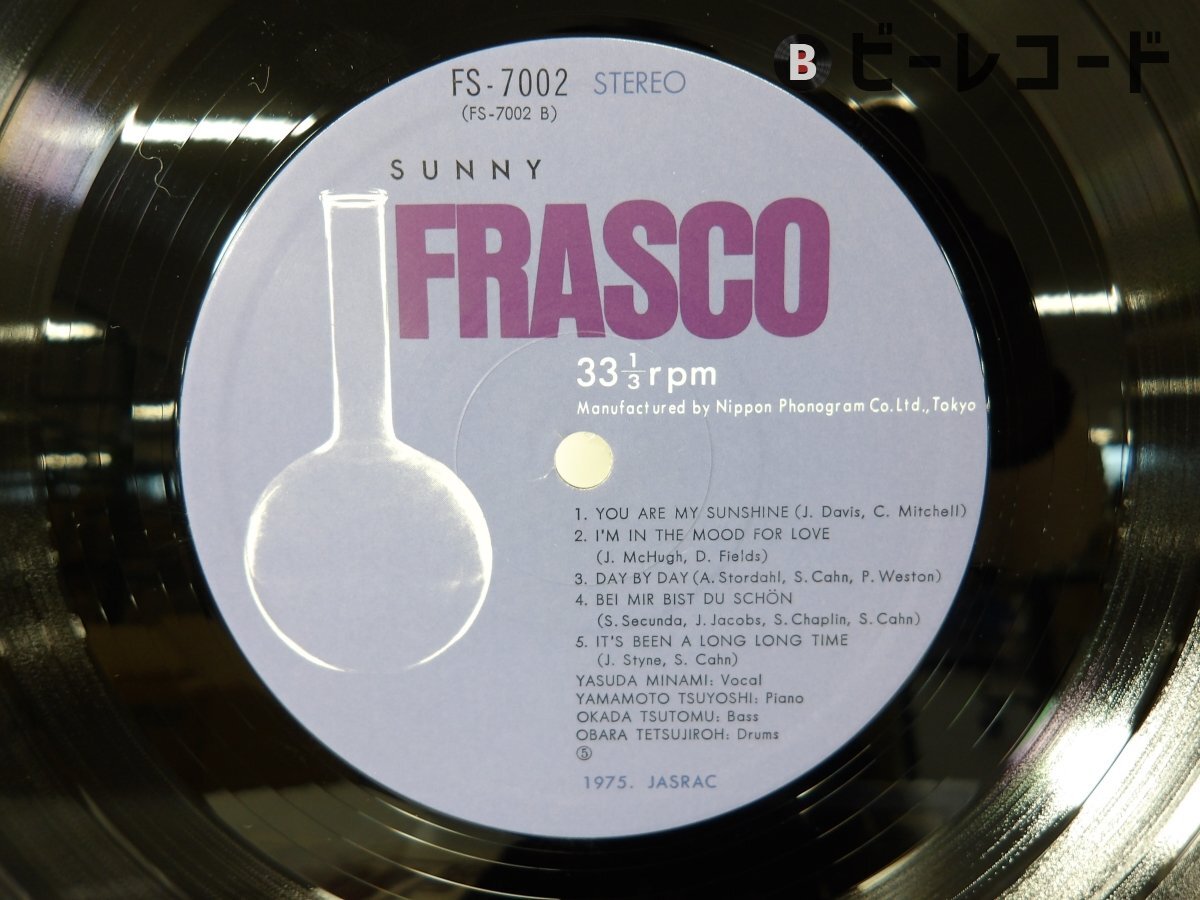 B ビーレコード
FS-7002 STEREO
(FS-7002 B)
SUNNY
FRASCO
33 1/3 rpm
Manufactured by Nippon Phonogram Co. Ltd., Tokyo
1. YOU ARE MY SUNSHINE (J. Davis, C. Mitchell)
2. I'M IN THE MOOD FOR LOVE
(J. McHugh, D. Fields)
3. DAY BY DAY (A. Stordahl, S. Cahn, P. Weston)
4. BEI MIR BIST DU SCHÖN
(S. Secunda, J. Jacobs, S. Chaplin, S. Cahn)
5. IT'S BEEN A LONG LONG TIME
(J. Styne, S. Cahn)
YASUDA MINAMI: Vocal
YAMAMOTO TSUYOSHI: Piano
OKADA TSUTOMU: Bass
OBARA TETSUJIROH: Drums
⑤
1975. JASRAC